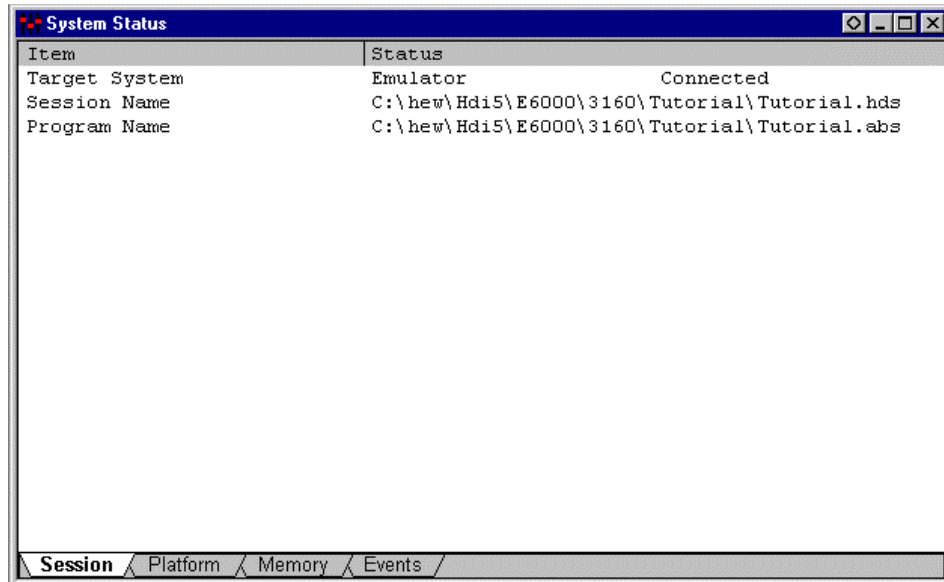 System Status
Item Status
Target System Emulator Connected
Session Name C:\hew\Hdi5\E6000\3160\Tutorial\Tutorial.hds
Program Name C:\hew\Hdi5\E6000\3160\Tutorial\Tutorial.abs
Session Platform Memory Events